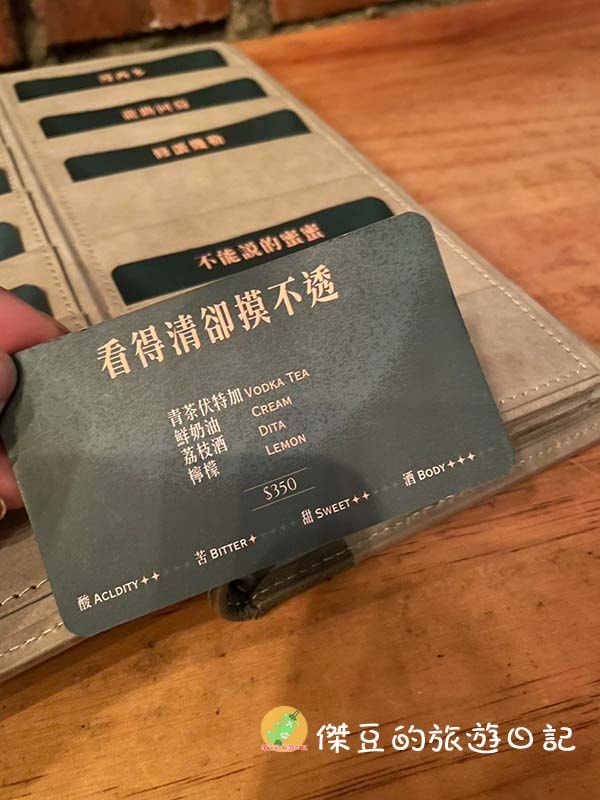 不能說的蜜蜜
看得清卻摸不透
青茶伏特加 VODKA TEA
鮮奶油 CREAM
荔枝酒 DITA
檸檬 LEMON
$350
酸 ACLDITY✦✦ 苦 BITTER✦ 甜 SWEET✦✦ 酒 BODY✦✦✦
傑豆的旅遊日記